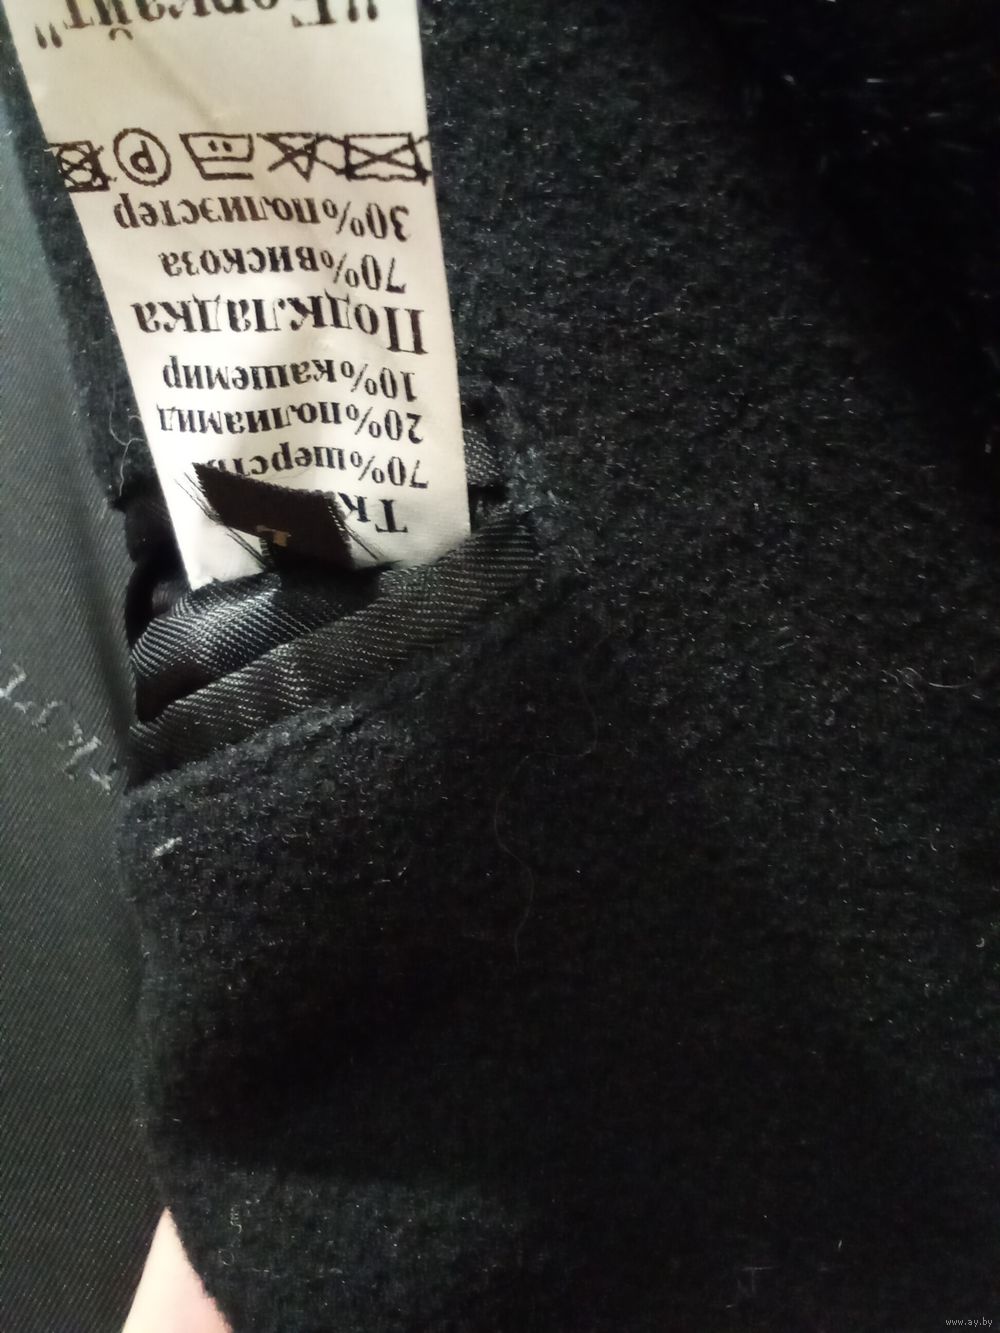 70%шерсть
20%полиамид
10%кашемир
Подкладка
70%вискоза
30%полиэстер
www.ay.by